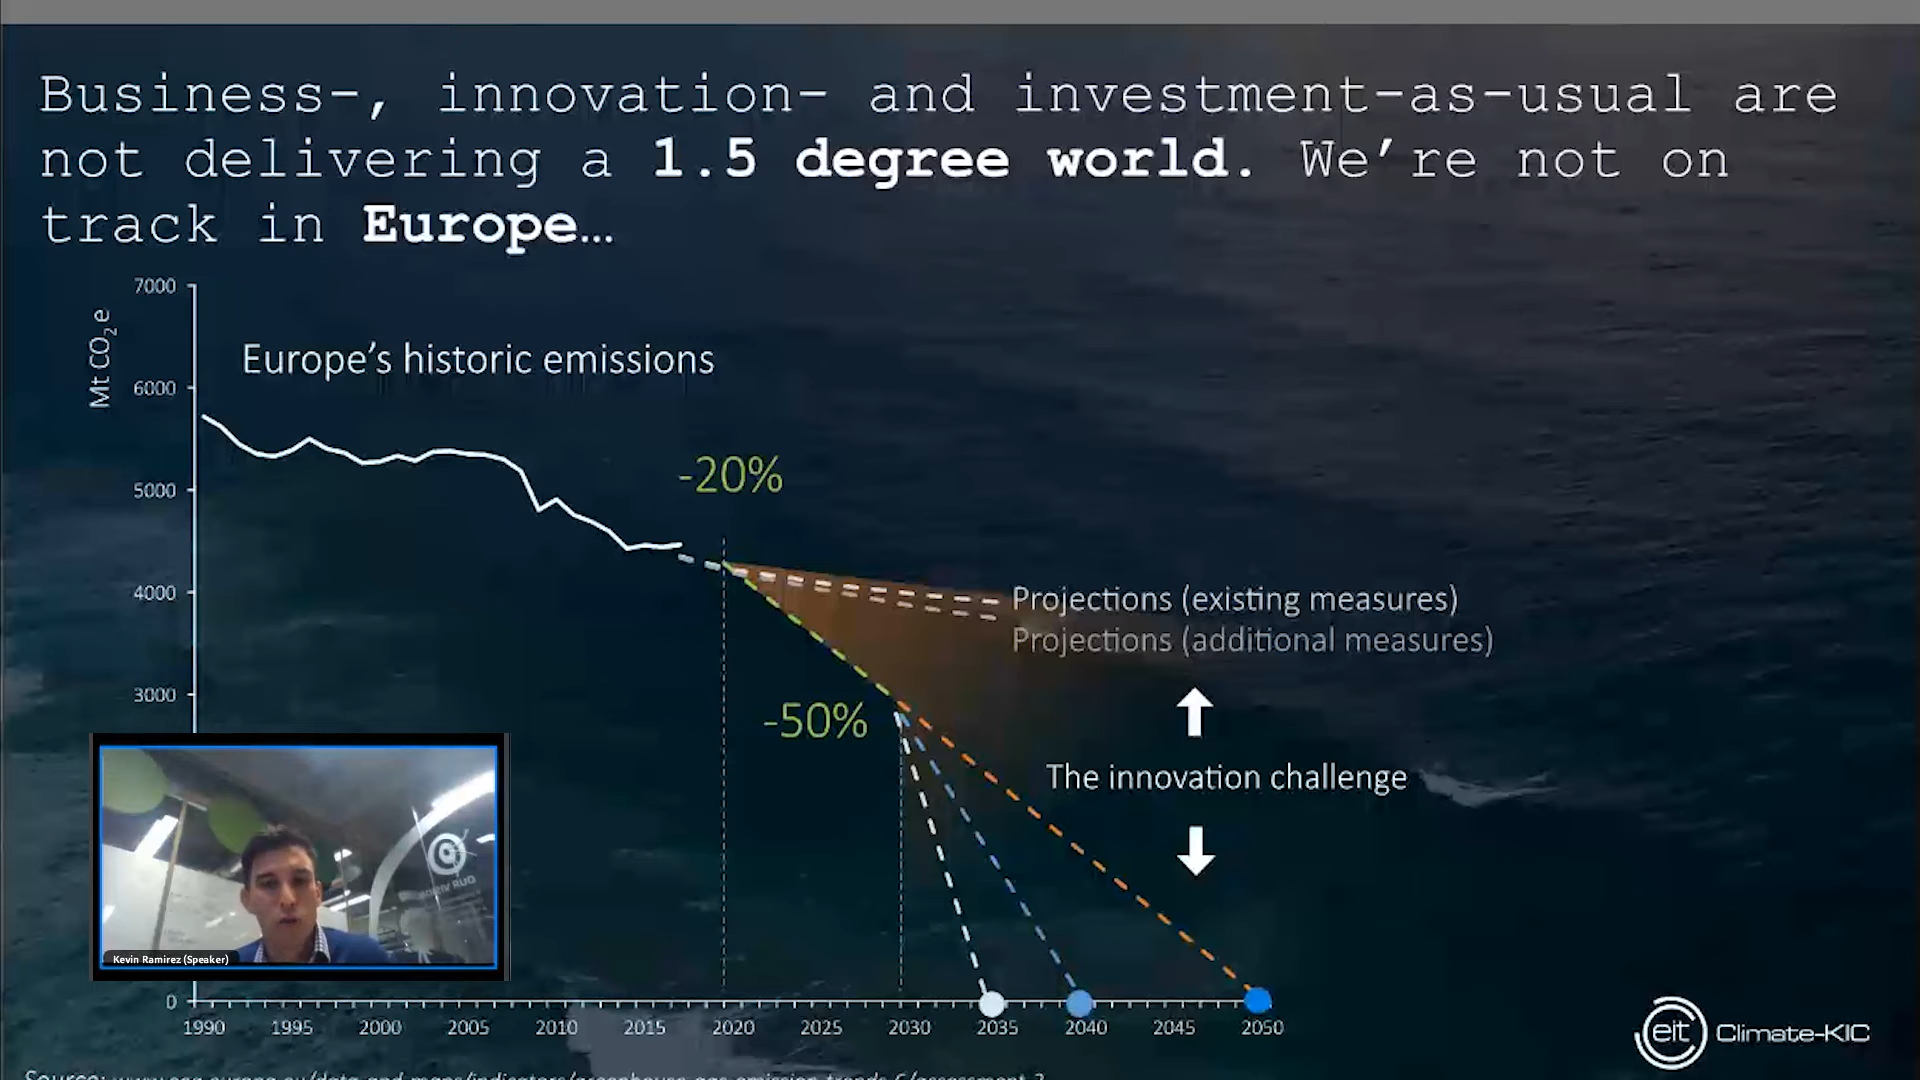 Business-, innovation- and investment-as-usual are
not delivering a 1.5 degree world. We're not on
track in Europe…
7000
Mt CO₂e
Europe's historic emissions
6000
-20%
5000
4000
Projections (existing measures)
Projections (additional measures)
3000
-50%
The innovation challenge
Kevin Ramirez (Speaker)
0
1990 1995 2000 2005 2010 2015 2020 2025 2030 2035 2040 2045 2050
eit Climate-KIC